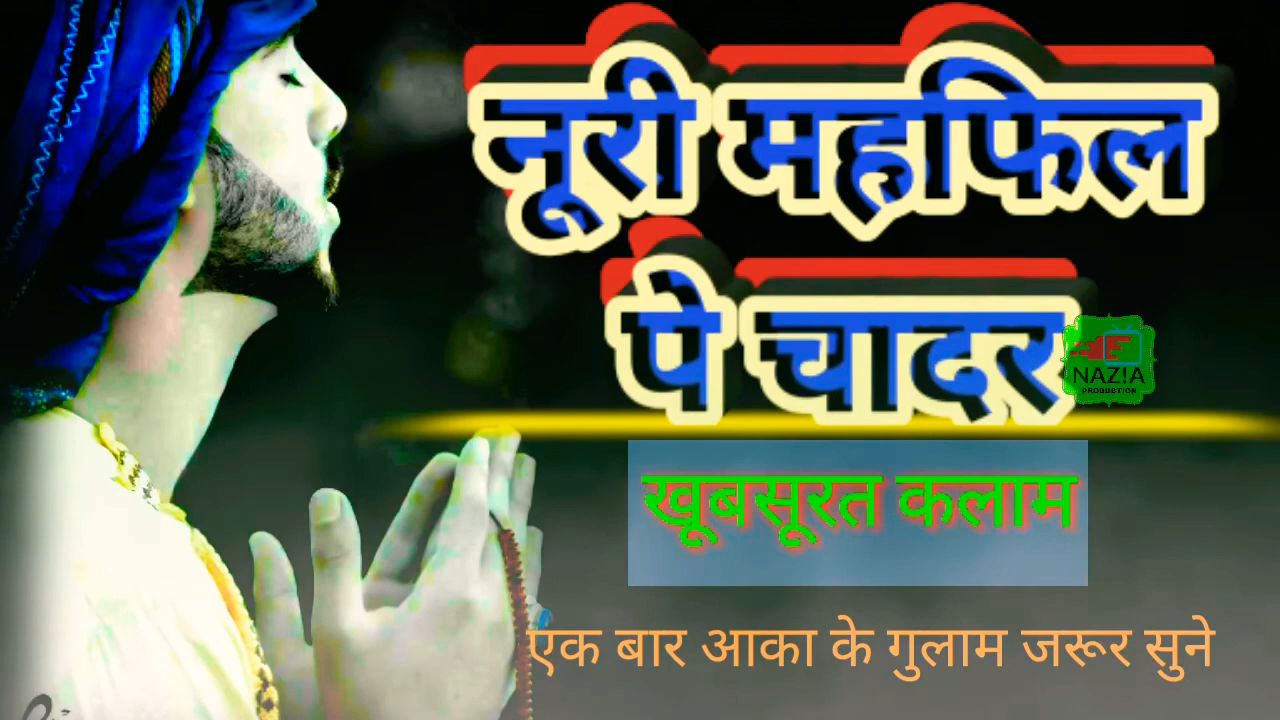 नूरी महफिल
पे चादर
NAZ!A
PRODUCTION
खूबसूरत कलाम
एक बार आका के गुलाम जरूर सुने